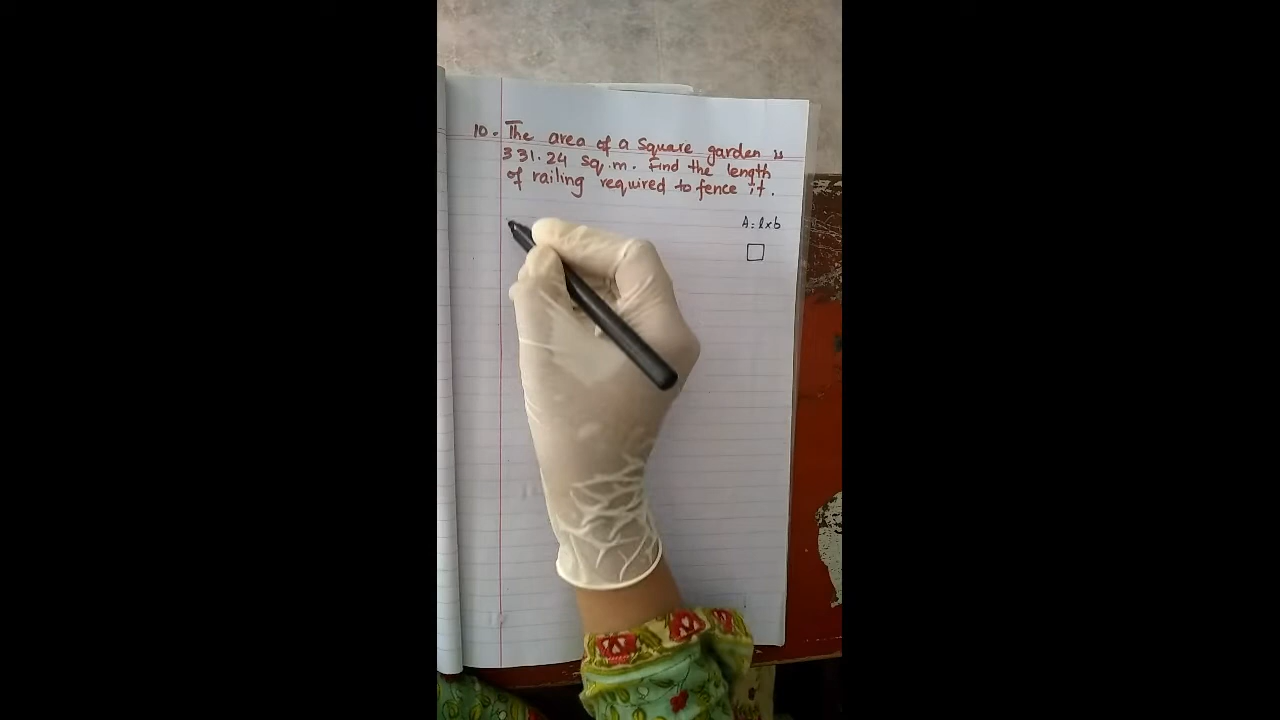 10. The area of a Square garden is
331.24 sq.m. Find the length
of railing required to fence it.
A = l×b